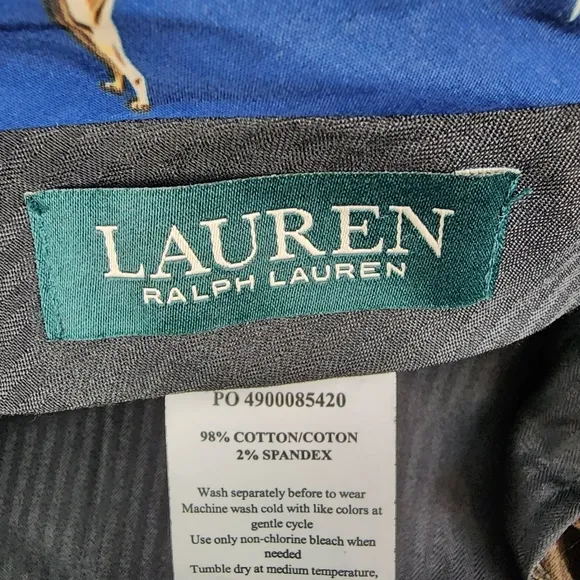 LAUREN
RALPH LAUREN
PO 4900085420
98% COTTON/COTON
2% SPANDEX
Wash separately before to wear
Machine wash cold with like colors at
gentle cycle
Use only non-chlorine bleach when
needed
Tumble dry at medium temperature,